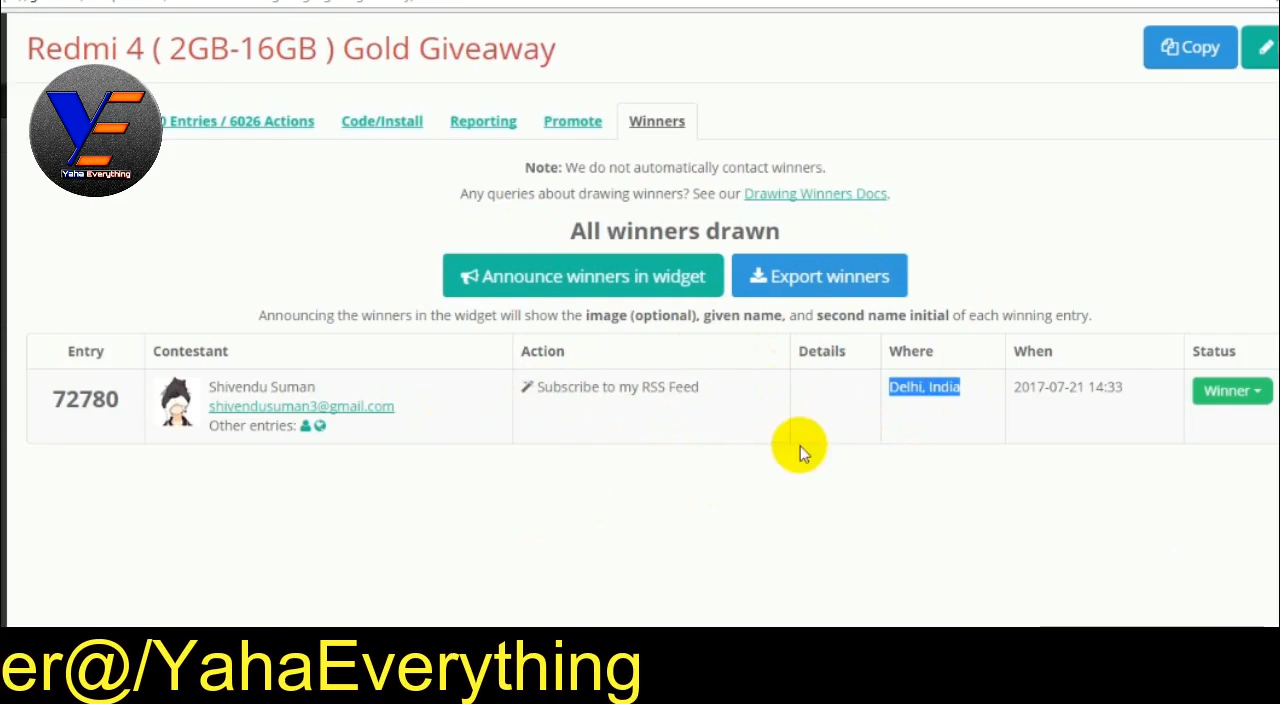 Redmi 4 ( 2GB-16GB ) Gold Giveaway
Copy
YE
Yaha Everything
0 Entries / 6026 Actions
Code/Install
Reporting
Promote
Winners
Note: We do not automatically contact winners.
Any queries about drawing winners? See our Drawing Winners Docs.
All winners drawn
Announce winners in widget
Export winners
Announcing the winners in the widget will show the image (optional), given name, and second name initial of each winning entry.
Entry Contestant Action Details Where When Status
72780 Shivendu Suman Subscribe to my RSS Feed Delhi, India 2017-07-21 14:33 Winner
shivendusuman3@gmail.com
Other entries:
er@/YahaEverything